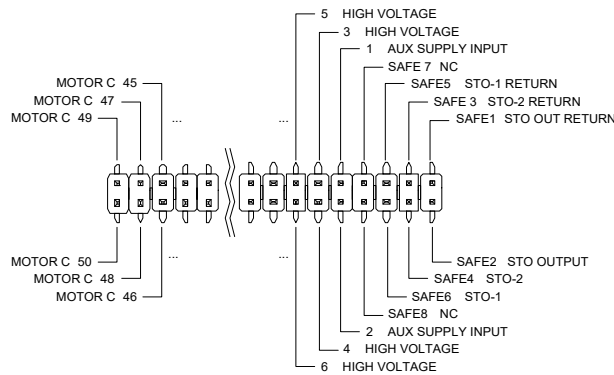 5 HIGH VOLTAGE
3 HIGH VOLTAGE
1 AUX SUPPLY INPUT
SAFE 7 NC
MOTOR C 45
SAFE5 STO-1 RETURN
MOTOR C 47
SAFE 3 STO-2 RETURN
MOTOR C 49
... ...
SAFE1 STO OUT RETURN
... ...
MOTOR C 50
SAFE2 STO OUTPUT
MOTOR C 48
SAFE4 STO-2
MOTOR C 46
SAFE6 STO-1
SAFE8 NC
2 AUX SUPPLY INPUT
4 HIGH VOLTAGE
6 HIGH VOLTAGE